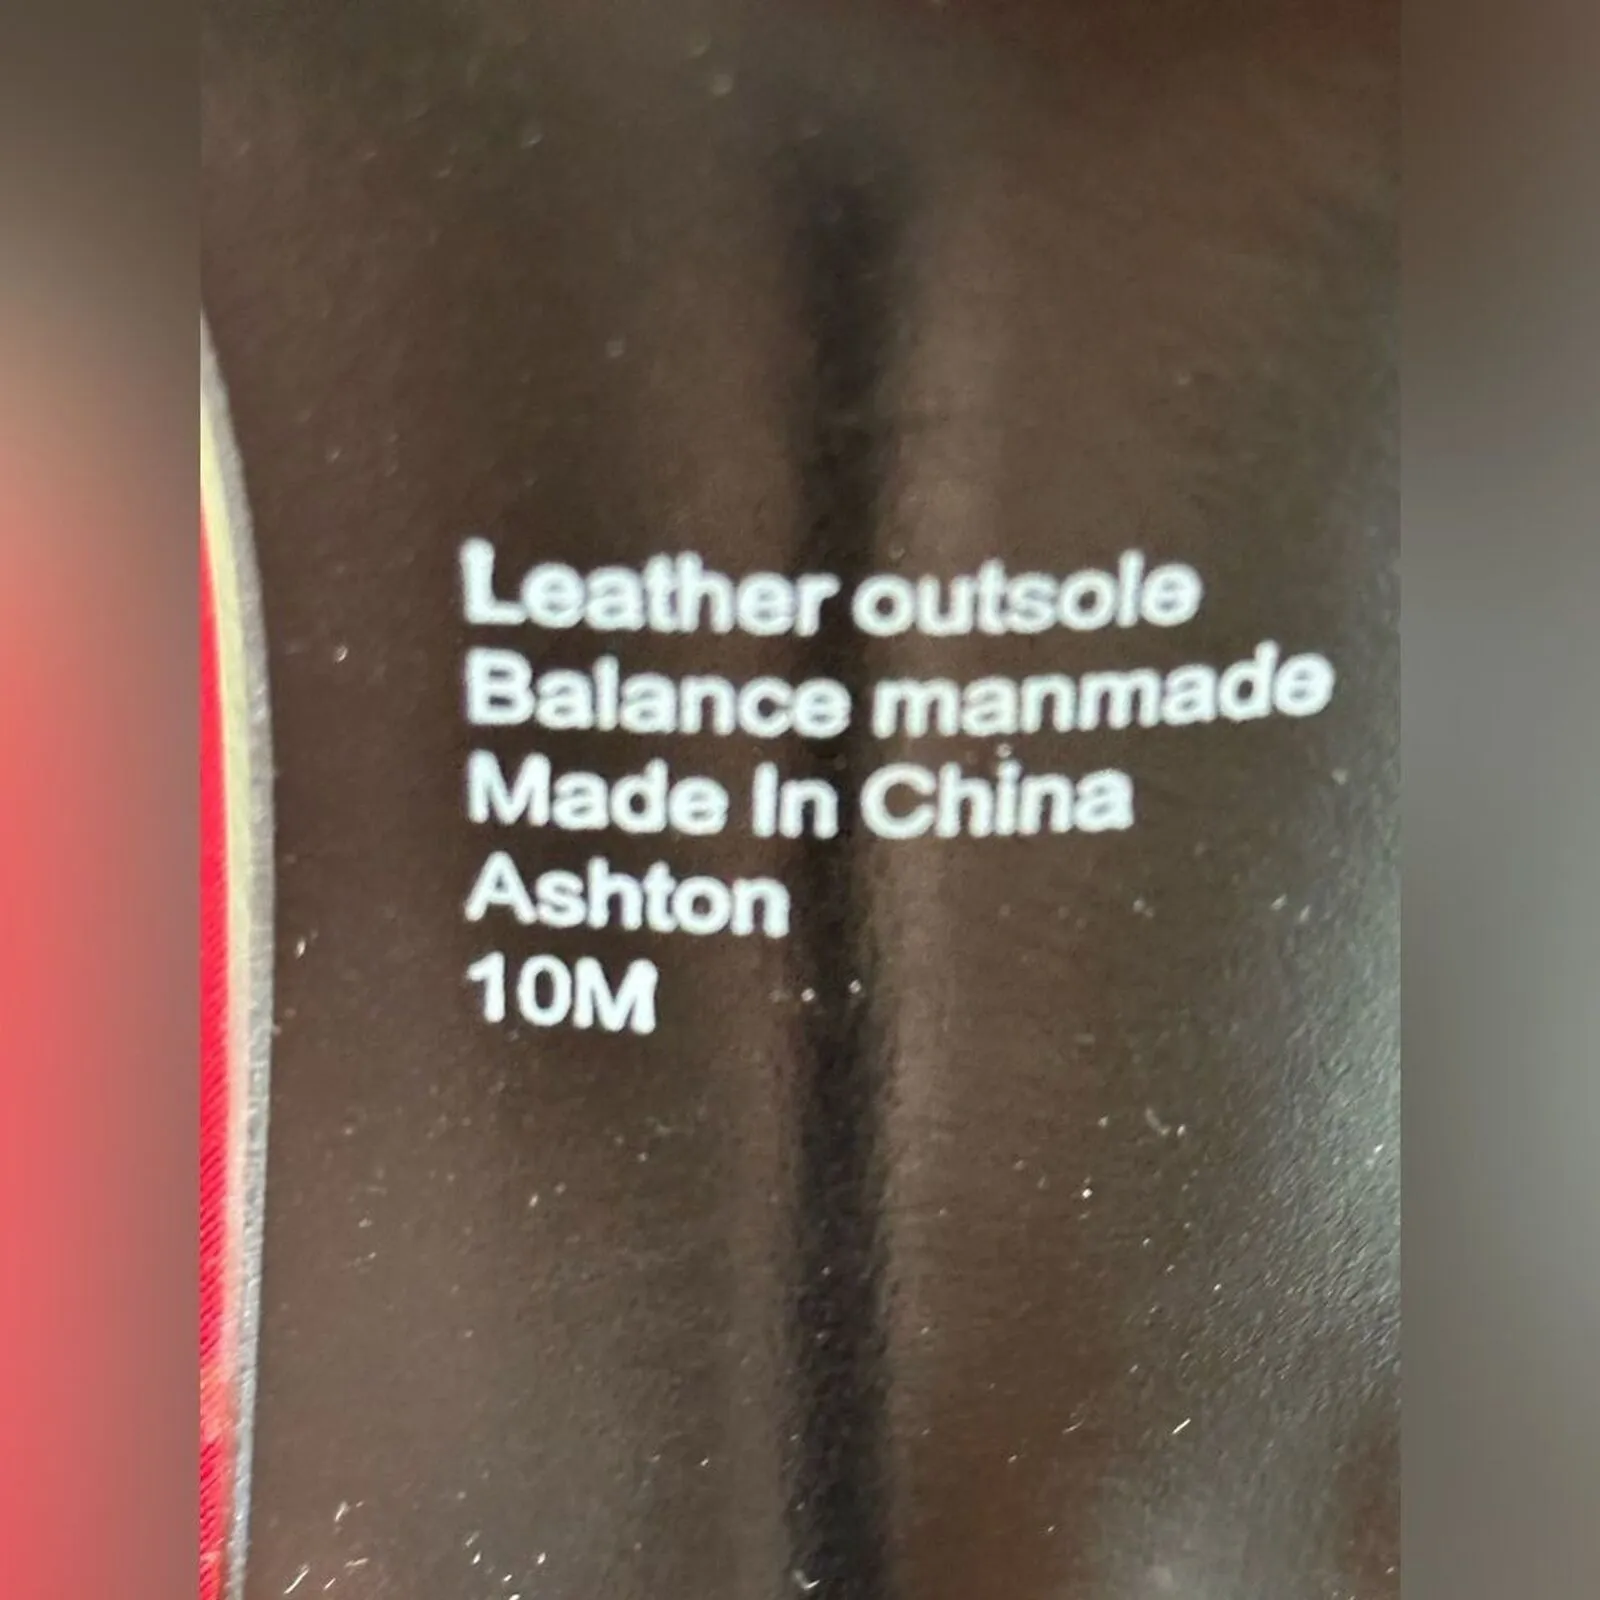 Leather outsole
Balance manmade
Made In China
Ashton
10M